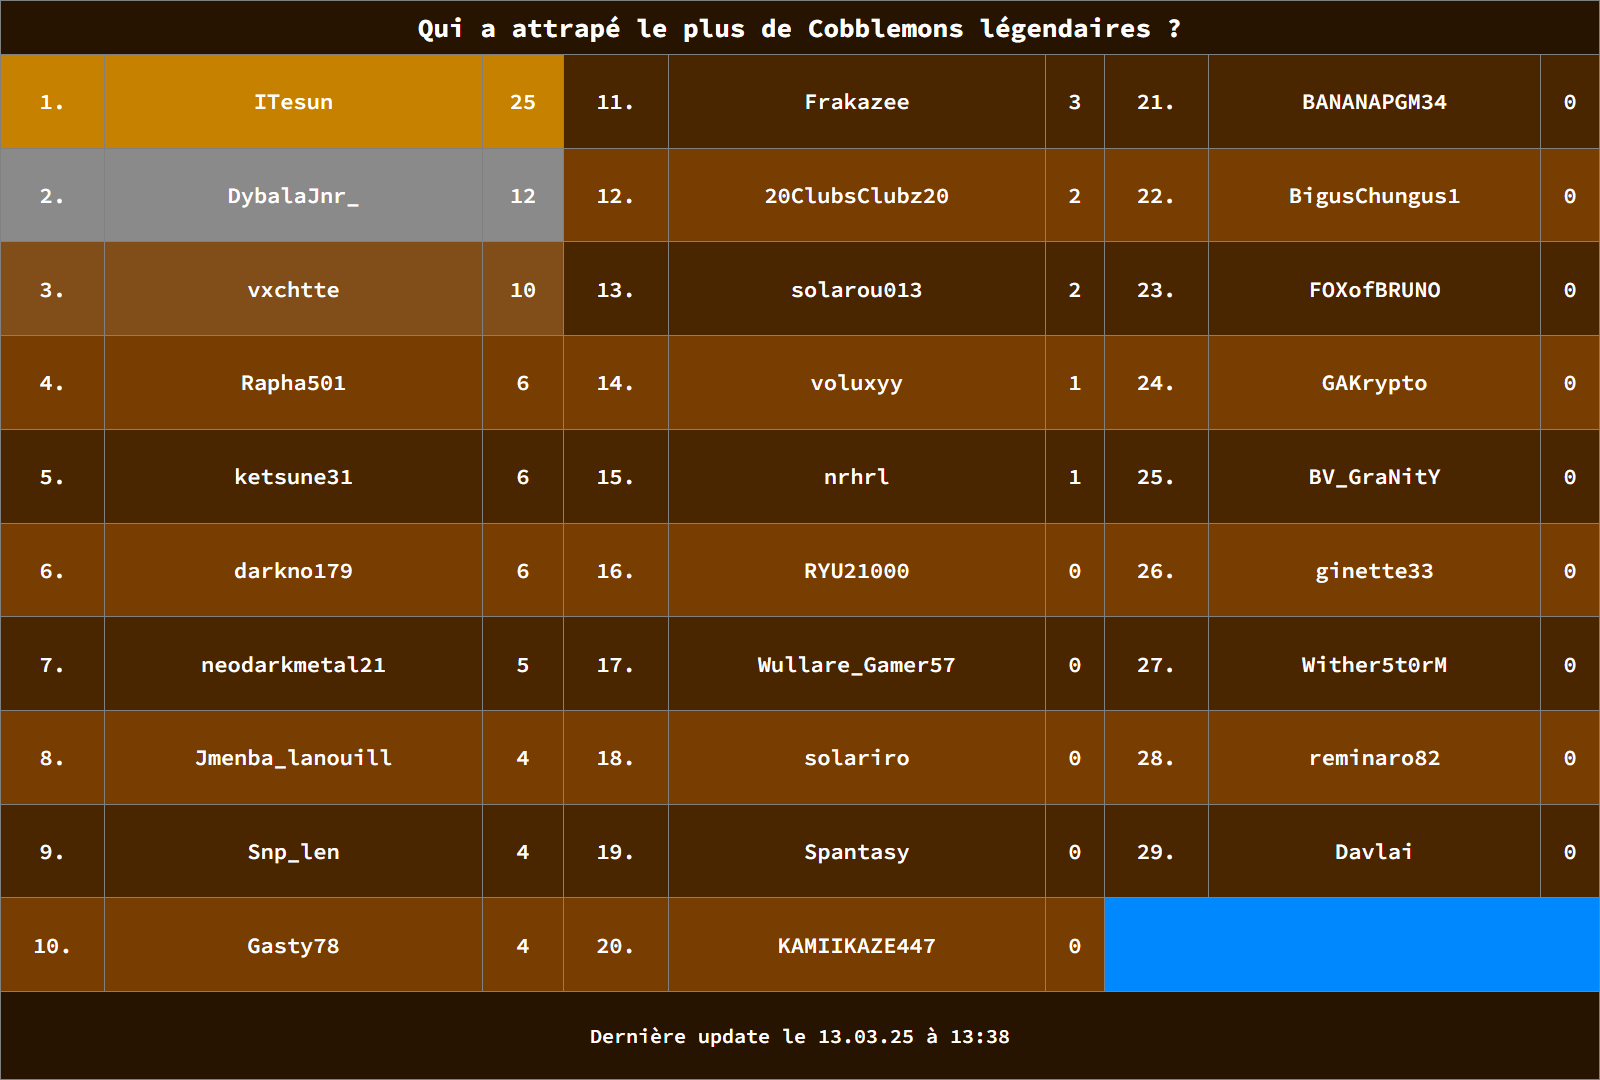 Qui a attrapé le plus de Cobblemons légendaires ?
1. ITesun 25 11. Frakazee 3 21. BANANAPGM34 0
2. DybalaJnr_ 12 12. 20ClubsClubz20 2 22. BigusChungus1 0
3. vxchtte 10 13. solarou013 2 23. FOXofBRUNO 0
4. Rapha501 6 14. voluxyy 1 24. GAKrypto 0
5. ketsune31 6 15. nrhrl 1 25. BV_GraNitY 0
6. darkno179 6 16. RYU21000 0 26. ginette33 0
7. neodarkmetal21 5 17. Wullare_Gamer57 0 27. Wither5t0rM 0
8. Jmenba_lanouill 4 18. solariro 0 28. reminaro82 0
9. Snp_len 4 19. Spantasy 0 29. Davlai 0
10. Gasty78 4 20. KAMIIKAZE447 0
Dernière update le 13.03.25 à 13:38